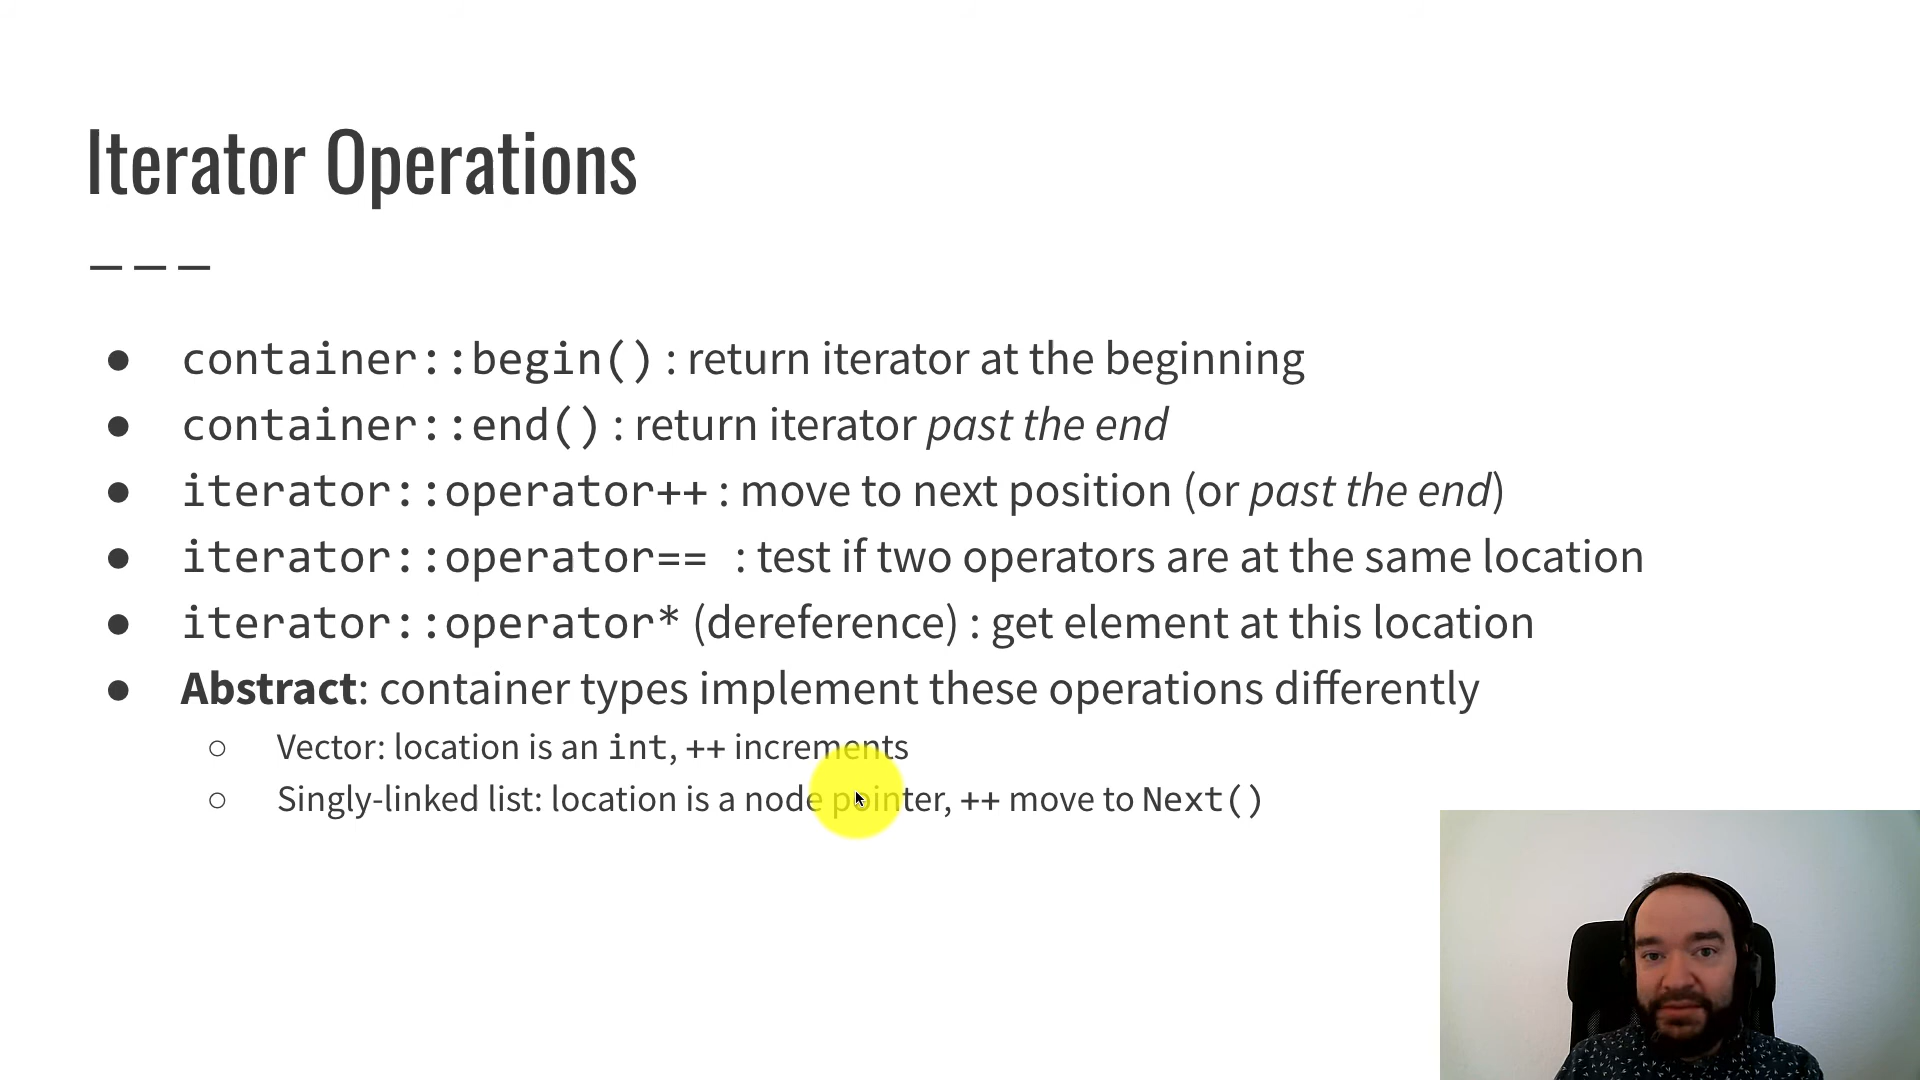 Iterator Operations
● container::begin() : return iterator at the beginning
● container::end() : return iterator past the end
● iterator::operator++ : move to next position (or past the end)
● iterator::operator== : test if two operators are at the same location
● iterator::operator* (dereference) : get element at this location
● Abstract: container types implement these operations differently
○ Vector: location is an int, ++ increments
○ Singly-linked list: location is a node pointer, ++ move to Next()